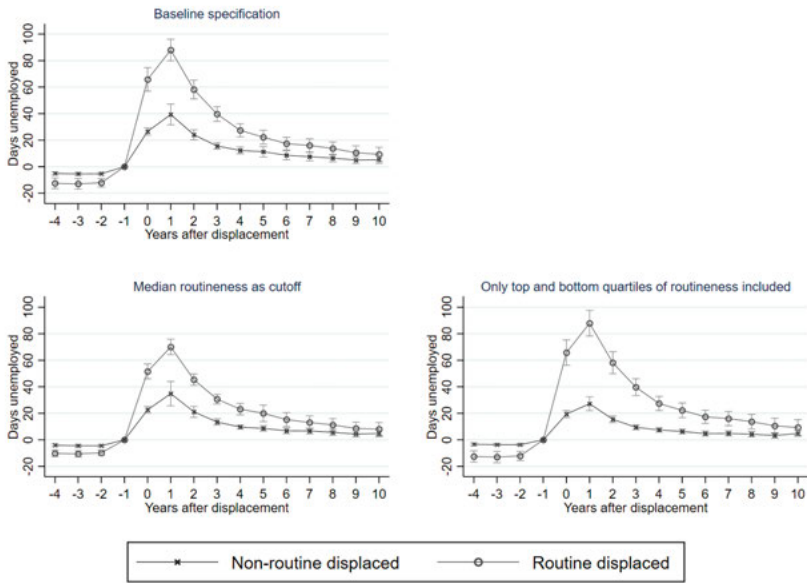 Baseline specification
100
80
60
40
20
0
-20
Days unemployed
-4 -3 -2 -1 0 1 2 3 4 5 6 7 8 9 10
Years after displacement
Median routineness as cutoff
100
80
60
40
20
0
-20
Days unemployed
-4 -3 -2 -1 0 1 2 3 4 5 6 7 8 9 10
Years after displacement
Only top and bottom quartiles of routineness included
100
80
60
40
20
0
-20
Days unemployed
-4 -3 -2 -1 0 1 2 3 4 5 6 7 8 9 10
Years after displacement
Non-routine displaced Routine displaced